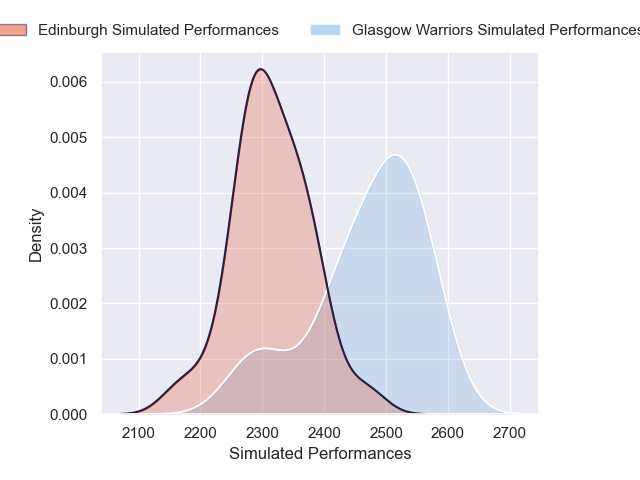 Edinburgh Simulated Performances
Glasgow Warriors Simulated Performances
0.006
0.005
0.004
0.003
0.002
0.001
0.000
Density
2100 2200 2300 2400 2500 2600 2700
Simulated Performances